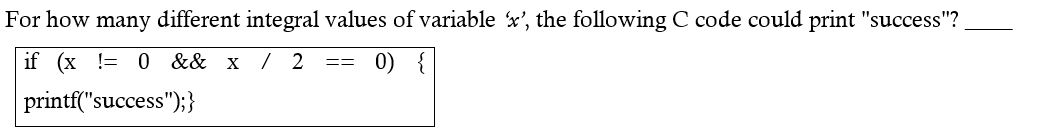 For how many different integral values of variable ‘x’, the following C code could print "success"? _____
if (x != 0 && x / 2 == 0) {
printf("success");}